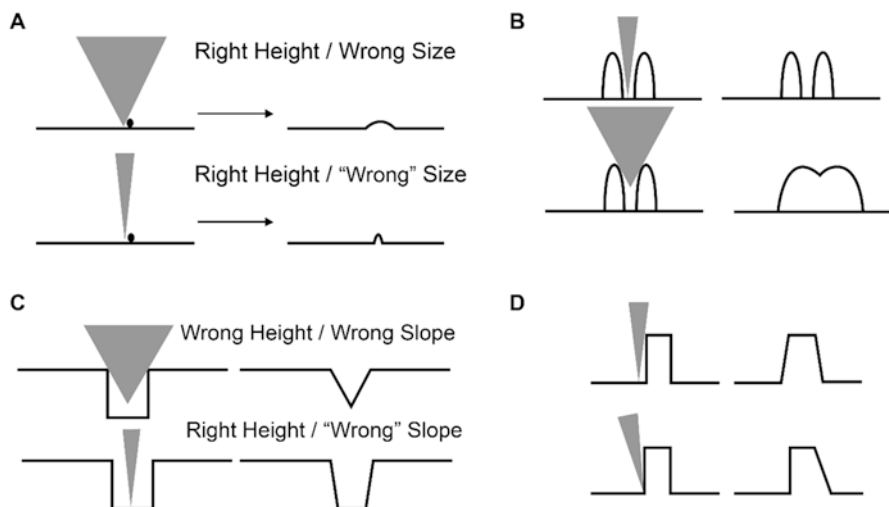 A
Right Height / Wrong Size
Right Height / “Wrong” Size
B
C
Wrong Height / Wrong Slope
Right Height / “Wrong” Slope
D